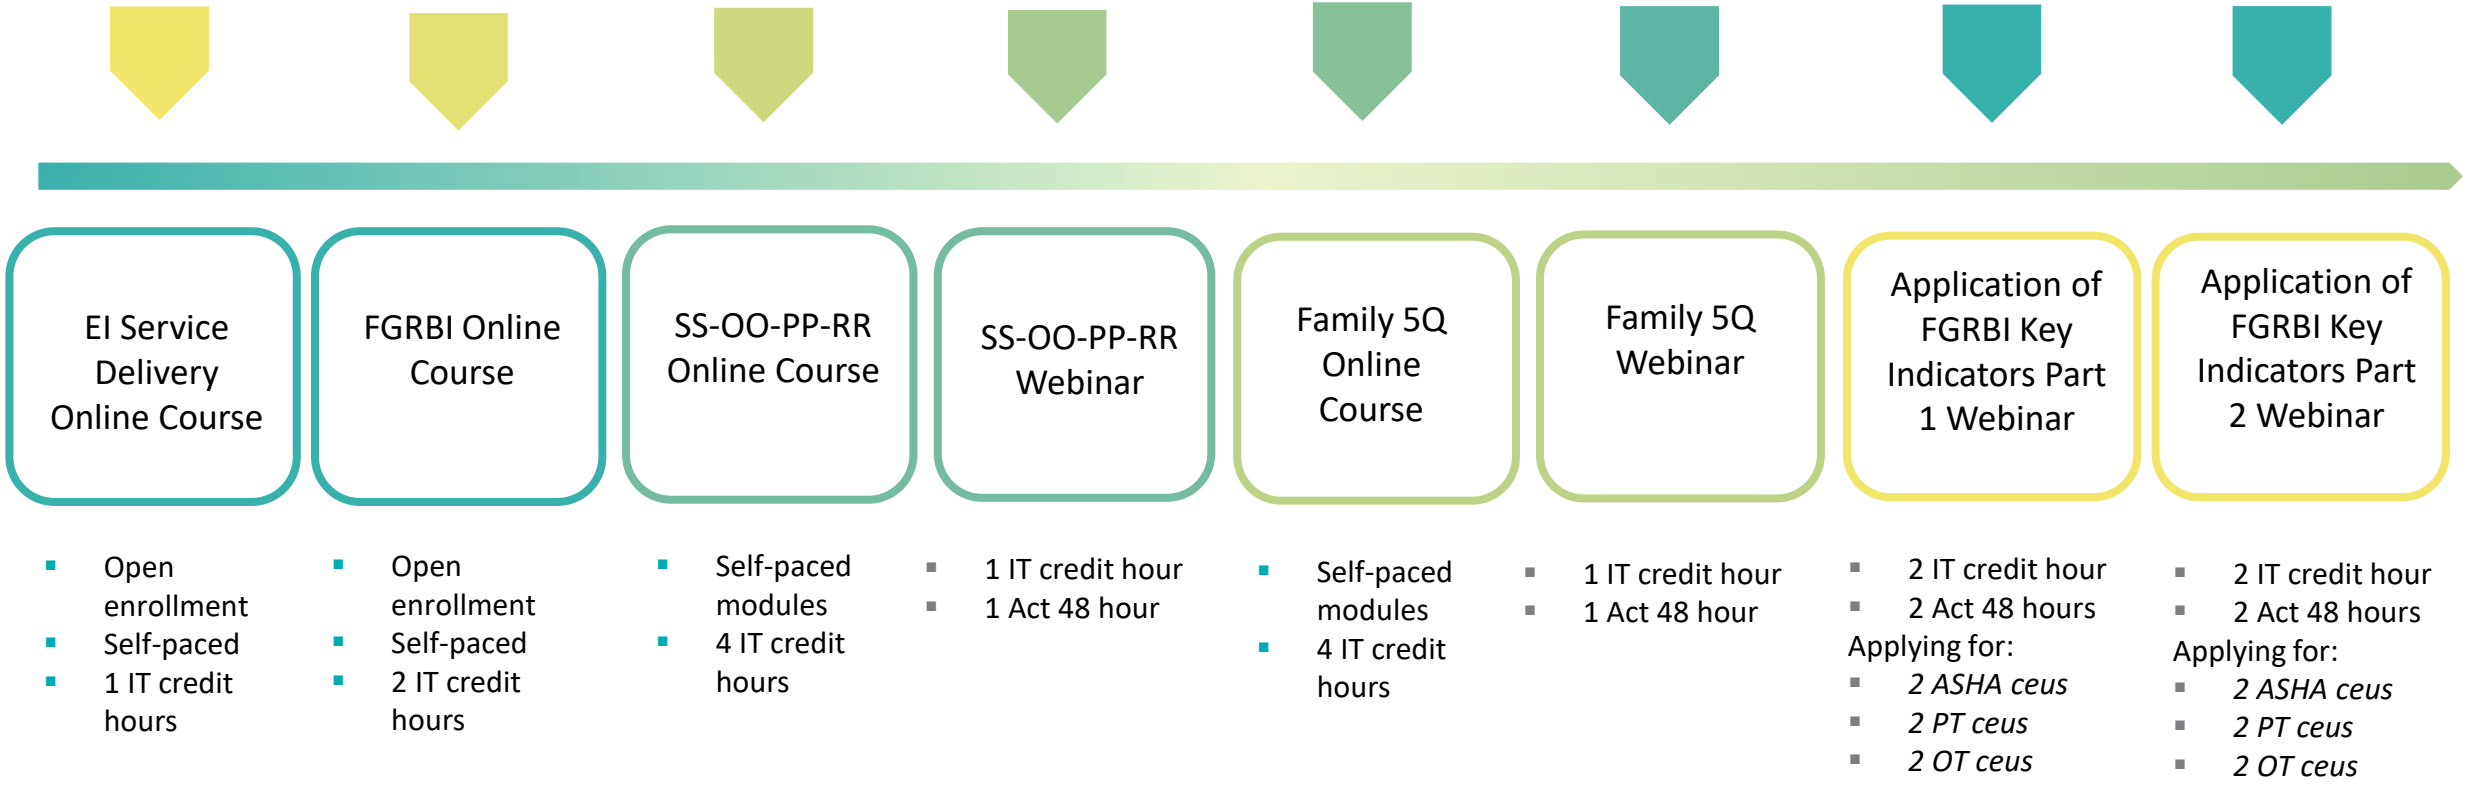 EI Service
Delivery
Online Course
FGRBI Online
Course
SS-OO-PP-RR
Online Course
SS-OO-PP-RR
Webinar
Family 5Q
Online
Course
Family 5Q
Webinar
Application of
FGRBI Key
Indicators Part
1 Webinar
Application of
FGRBI Key
Indicators Part
2 Webinar
▪ Open
enrollment
▪ Self-paced
▪ 1 IT credit
hours
▪ Open
enrollment
▪ Self-paced
▪ 2 IT credit
hours
▪ Self-paced
modules
▪ 4 IT credit
hours
▪ 1 IT credit hour
▪ 1 Act 48 hour
▪ Self-paced
modules
▪ 4 IT credit
hours
▪ 1 IT credit hour
▪ 1 Act 48 hour
▪ 2 IT credit hour
▪ 2 Act 48 hours
Applying for:
▪ 2 ASHA ceus
▪ 2 PT ceus
▪ 2 OT ceus
▪ 2 IT credit hour
▪ 2 Act 48 hours
Applying for:
▪ 2 ASHA ceus
▪ 2 PT ceus
▪ 2 OT ceus